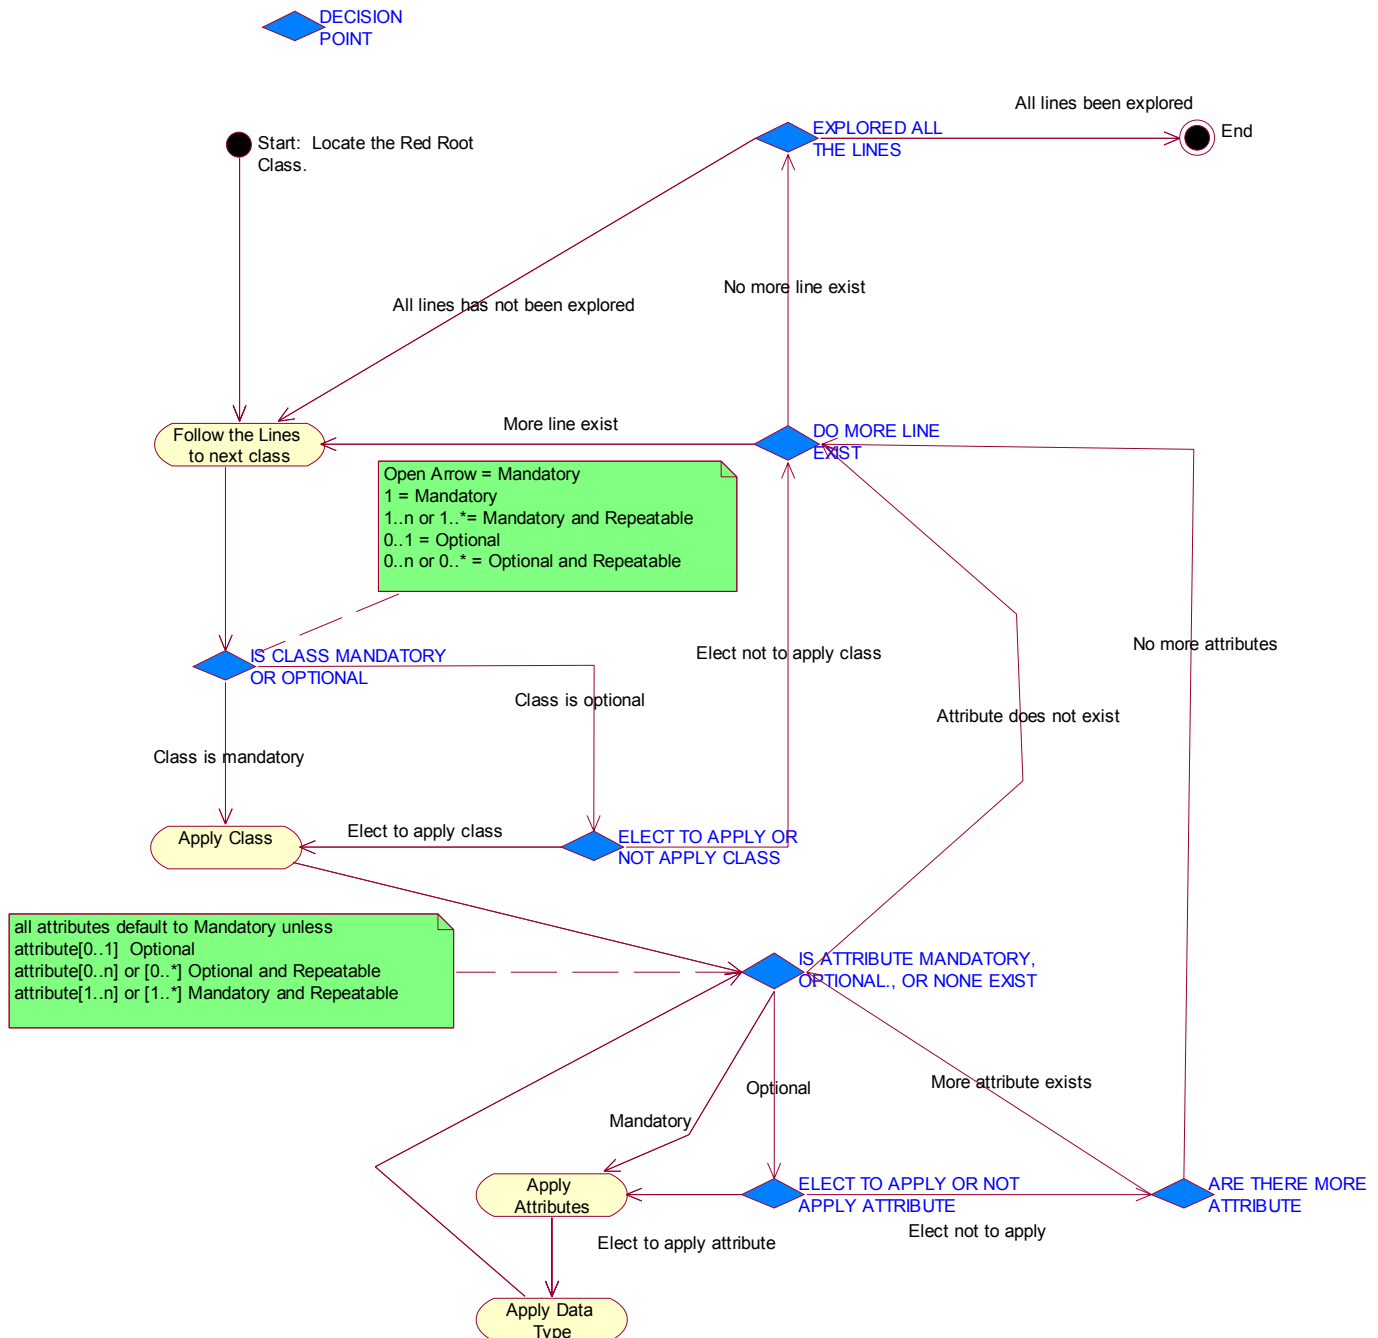 DECISION
POINT
All lines been explored
EXPLORED ALL
THE LINES
End
Start:  Locate the Red Root
Class.
No more line exist
All lines has not been explored
More line exist
DO MORE LINE
EXIST
Follow the Lines
to next class
Open Arrow = Mandatory
1 = Mandatory
1..n or 1..*= Mandatory and Repeatable
0..1 = Optional
0..n or 0..* = Optional and Repeatable
No more attributes
IS CLASS MANDATORY
OR OPTIONAL
Elect not to apply class
Class is optional
Attribute does not exist
Class is mandatory
Apply Class
Elect to apply class
ELECT TO APPLY OR
NOT APPLY CLASS
all attributes default to Mandatory unless
attribute[0..1]  Optional
attribute[0..n] or [0..*] Optional and Repeatable
attribute[1..n] or [1..*] Mandatory and Repeatable
IS ATTRIBUTE MANDATORY,
OPTIONAL., OR NONE EXIST
Optional
More attribute exists
Mandatory
Apply
Attributes
ELECT TO APPLY OR NOT
APPLY ATTRIBUTE
ARE THERE MORE
ATTRIBUTE
Elect not to apply
Elect to apply attribute
Apply Data
Type